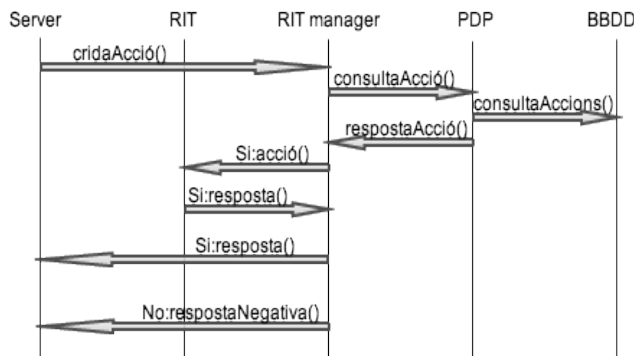 Server RIT RIT manager PDP BBDD
cridaAcció()
consultaAcció()
consultaAccions()
respostaAcció()
Si:acció()
Si:resposta()
Si:resposta()
No:respostaNegativa()